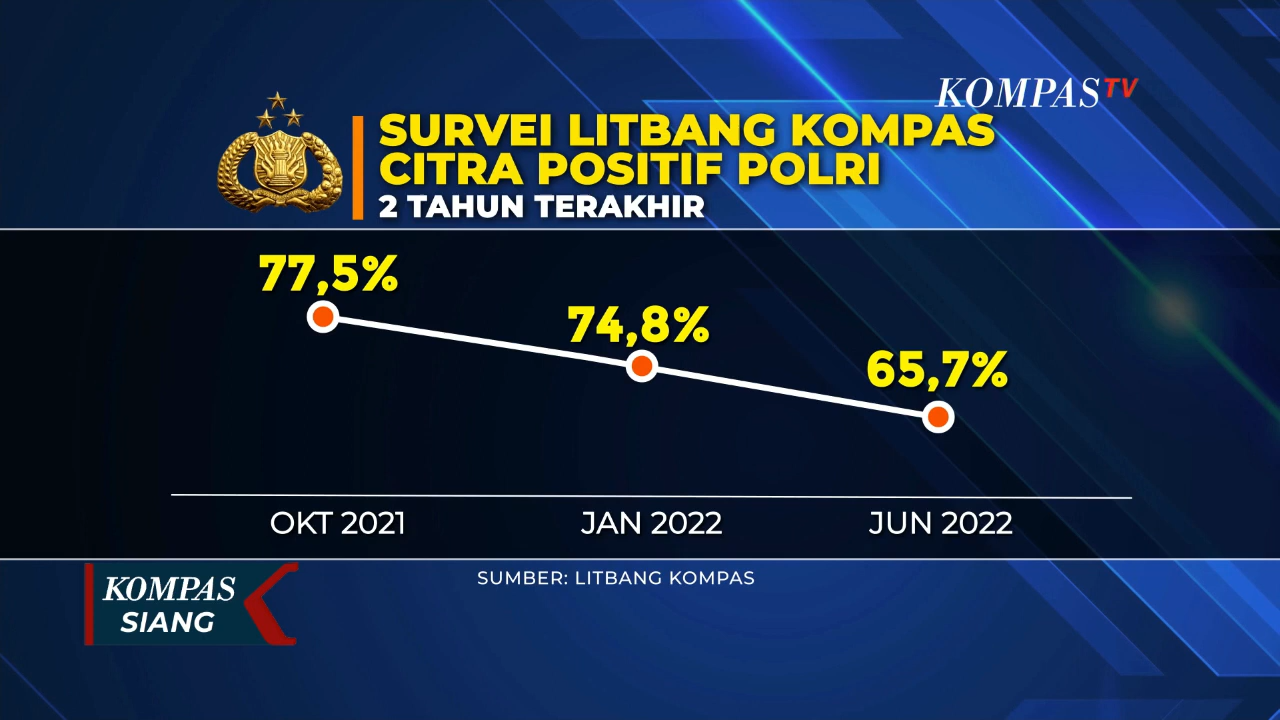 KOMPASTV
SURVEI LITBANG KOMPAS
CITRA POSITIF POLRI
2 TAHUN TERAKHIR
77,5%
74,8%
65,7%
OKT 2021
JAN 2022
JUN 2022
SUMBER: LITBANG KOMPAS
KOMPAS
SIANG